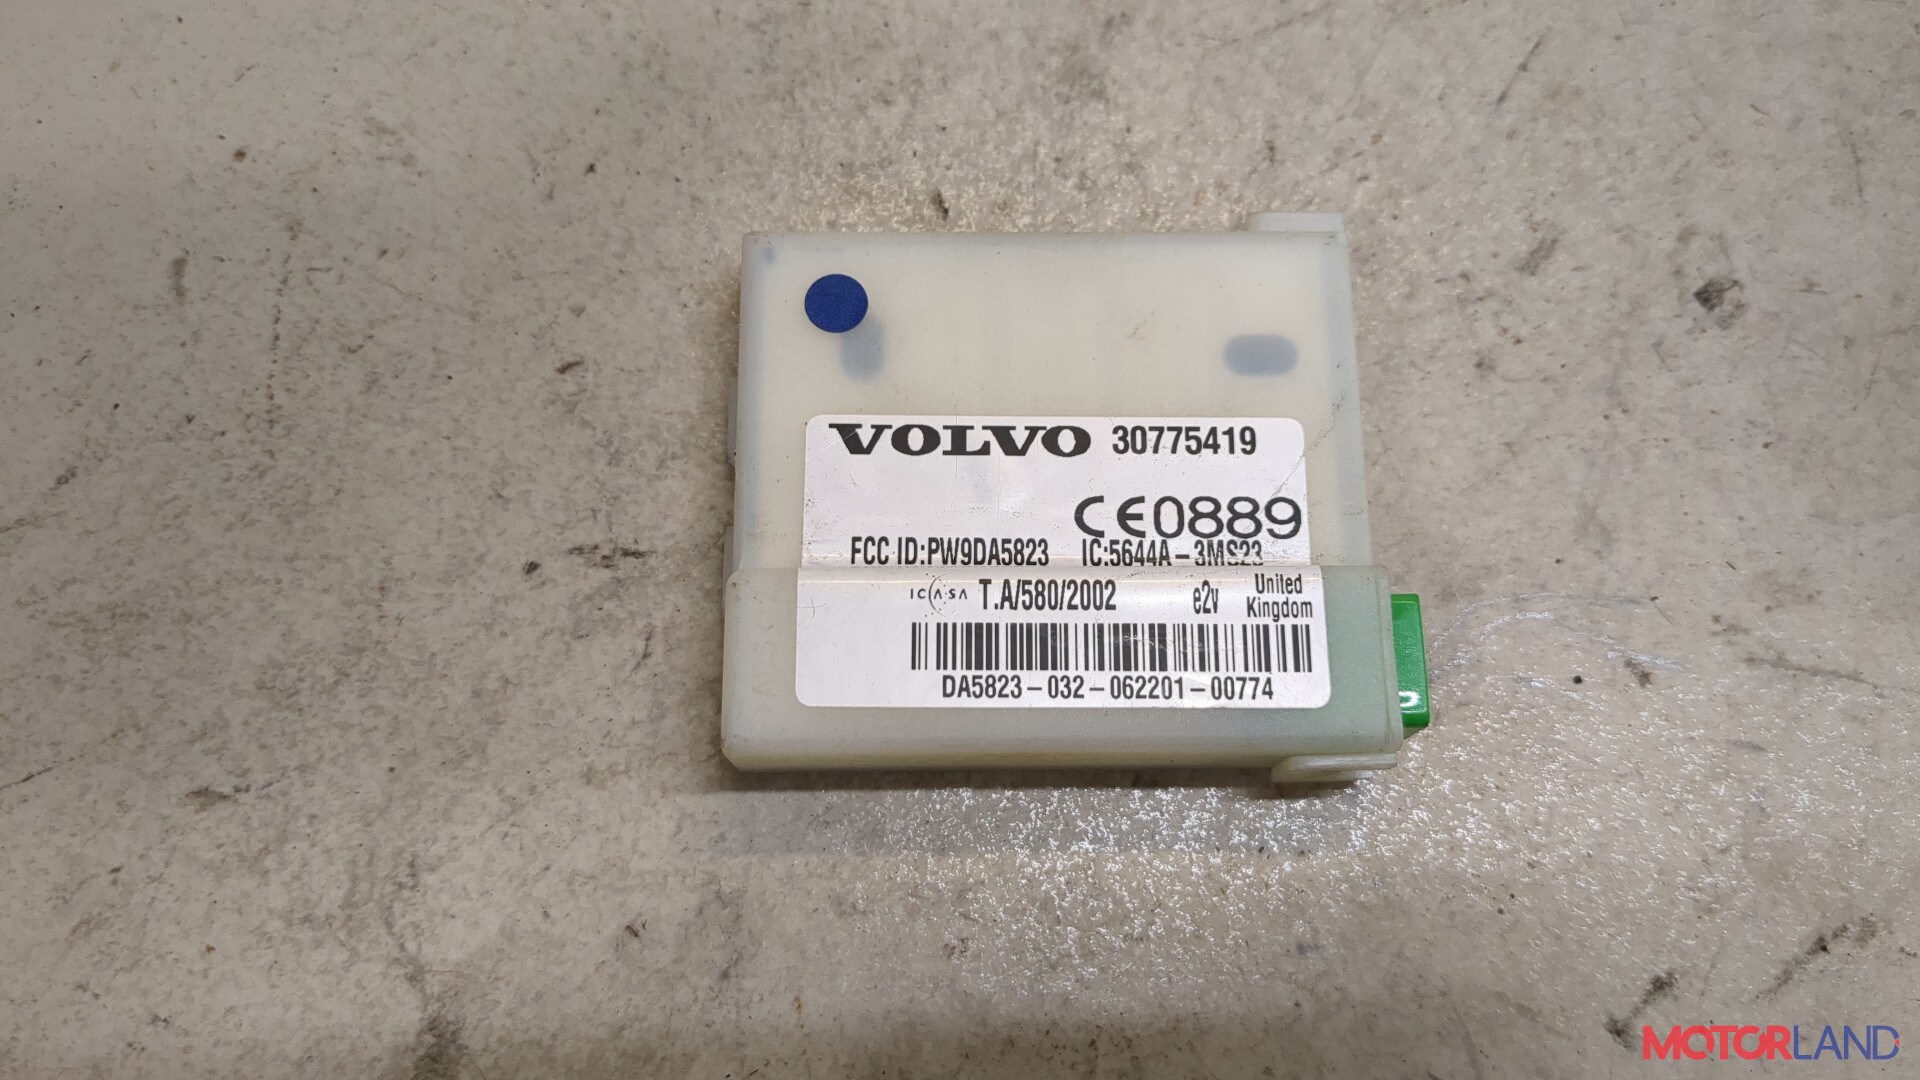 VOLVO 30775419
CE0889
FCC ID:PW9DA5823 IC:5644A-3MS23
ICASA T.A/580/2002 e2v United Kingdom
DA5823-032-062201-00774
MOTORLAND